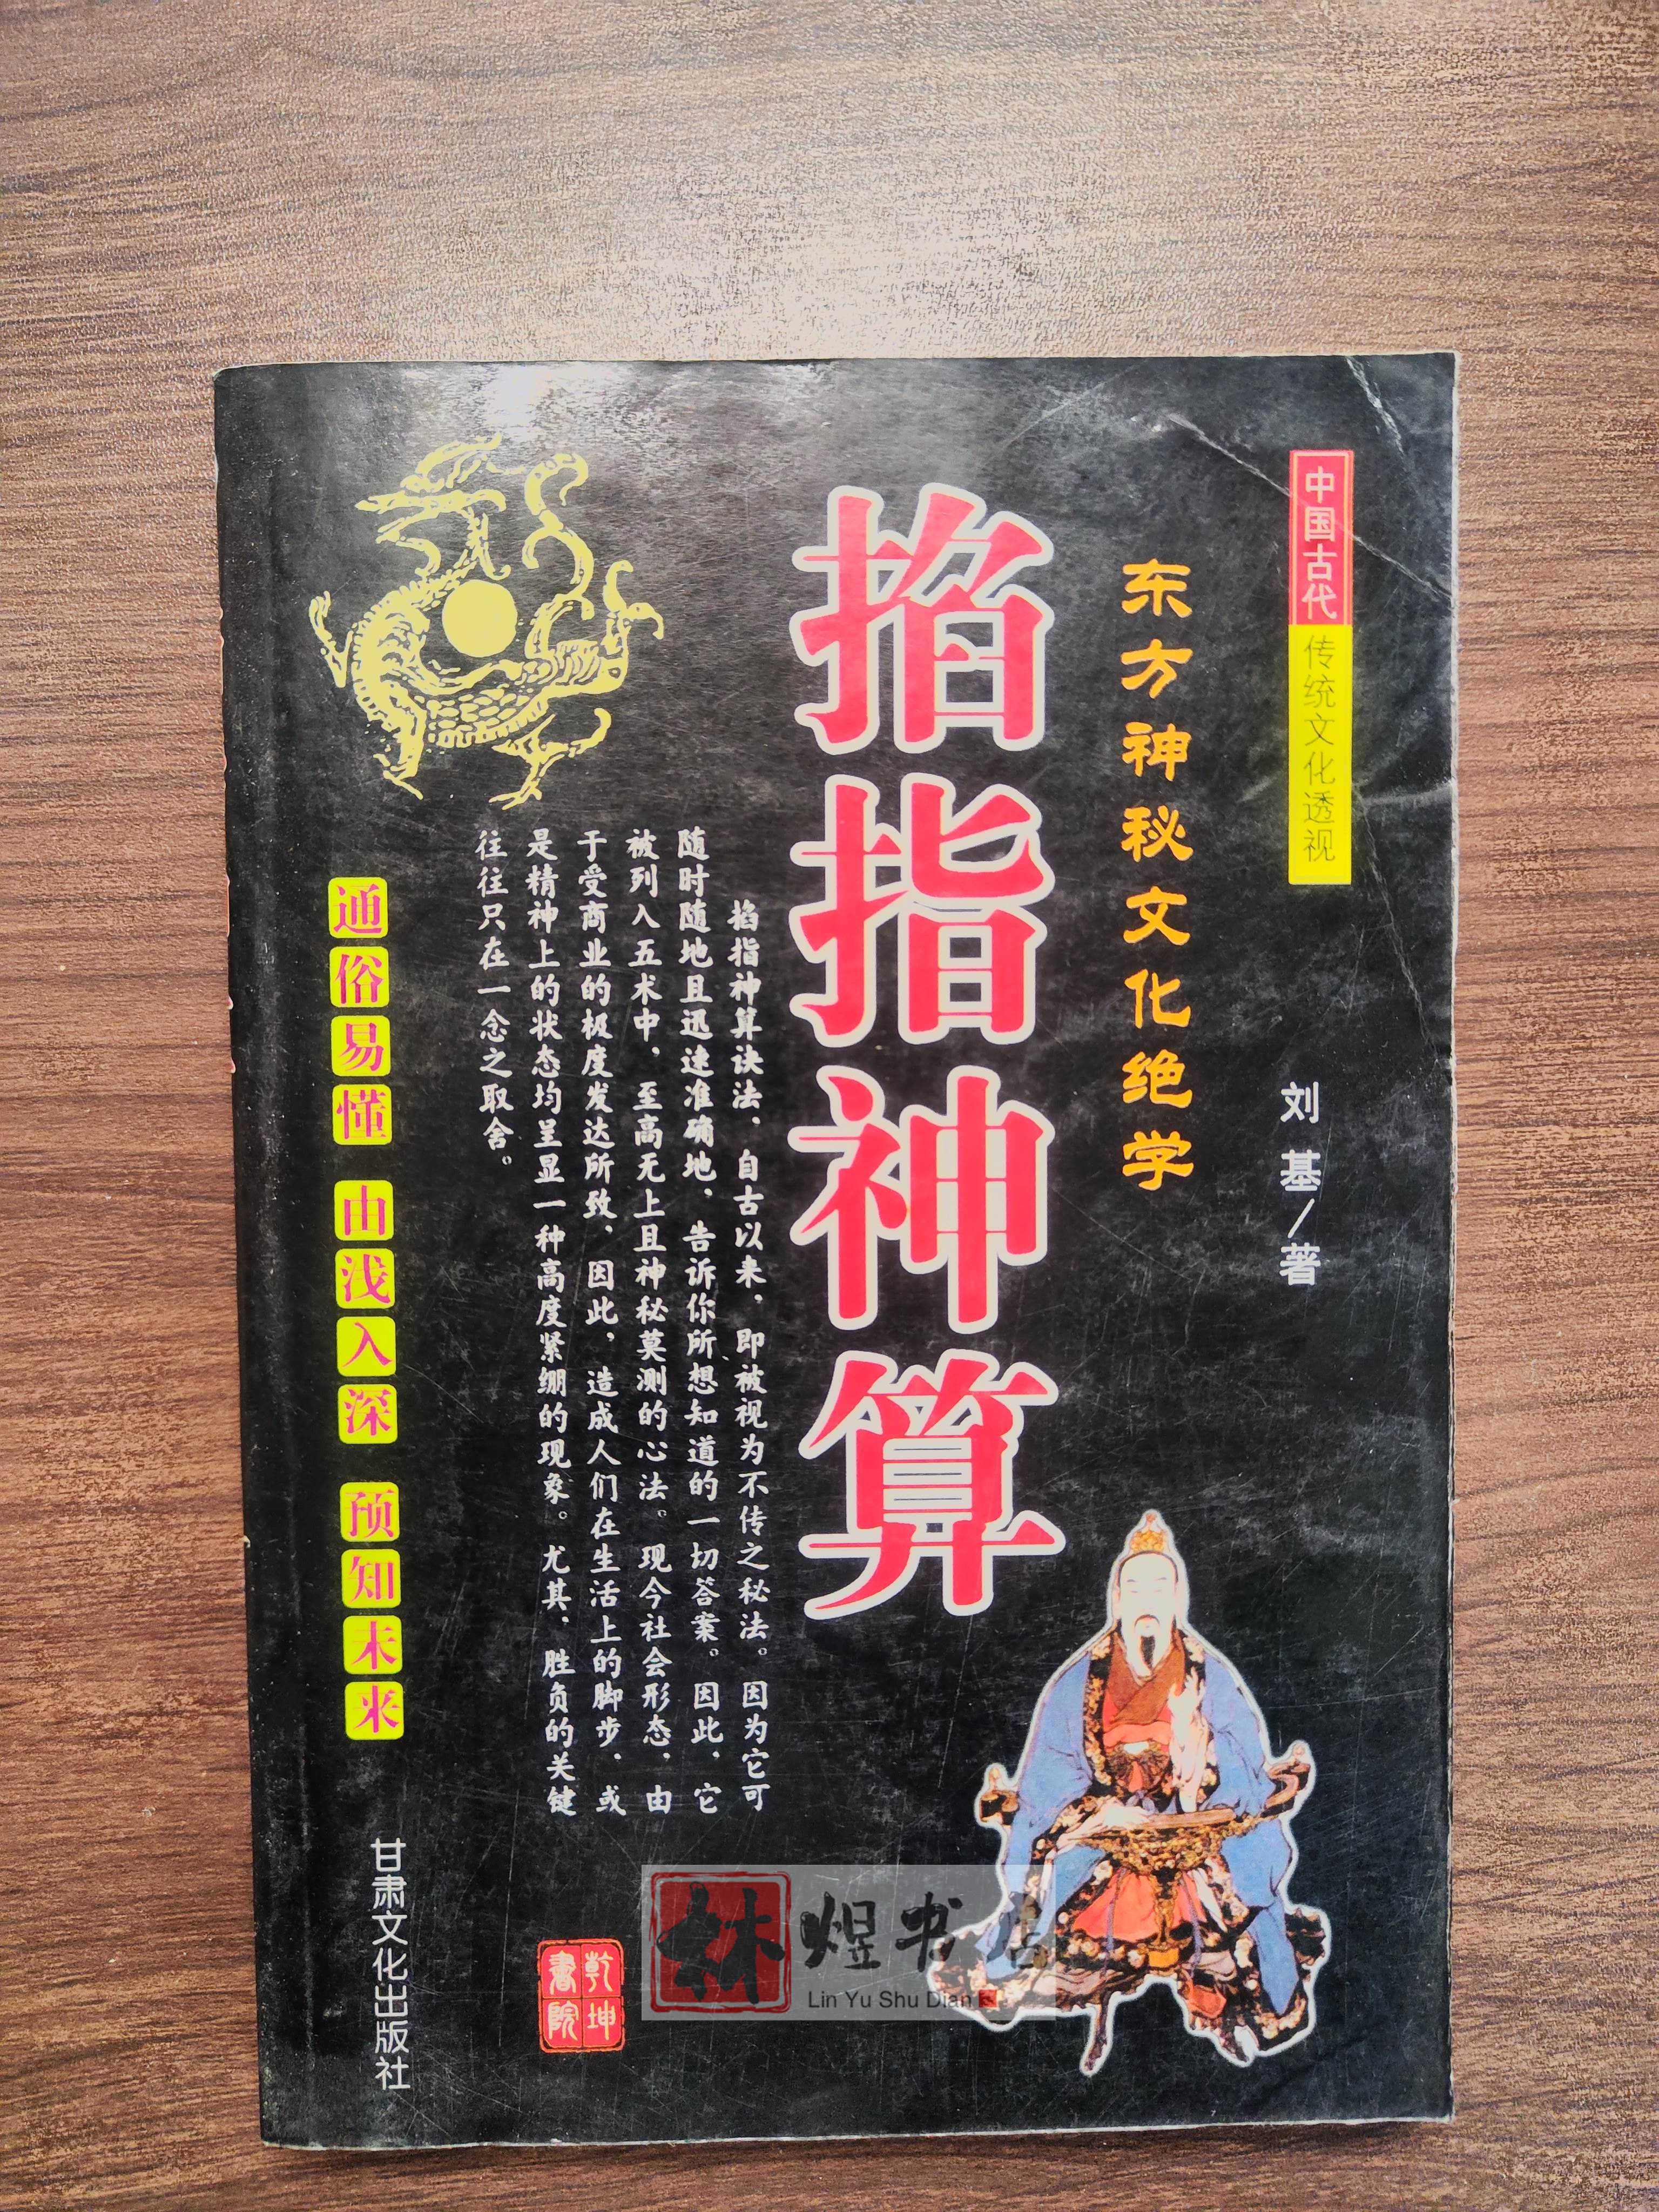 中国古代
传统文化透视
刘基/著
东方神秘文化绝学
掐指神算
掐指神算诀法，自古以来，即被视为不传之秘法。因为它可
随时随地且迅速准确地，告诉你所想知道的一切答案。因此，它
被列入五术中，至高无上且神秘莫测的心法。现今社会形态，由
于受商业的极度发达所致，因此，造成人们在生活上的脚步，或
是精神上的状态均呈显一种高度紧绷的现象。尤其，胜负的关键
往往只在一念之取舍。
通俗易懂 由浅入深 预知未来
甘肃文化出版社
乾坤
書院
林煜书店
Lin Yu Shu Dian